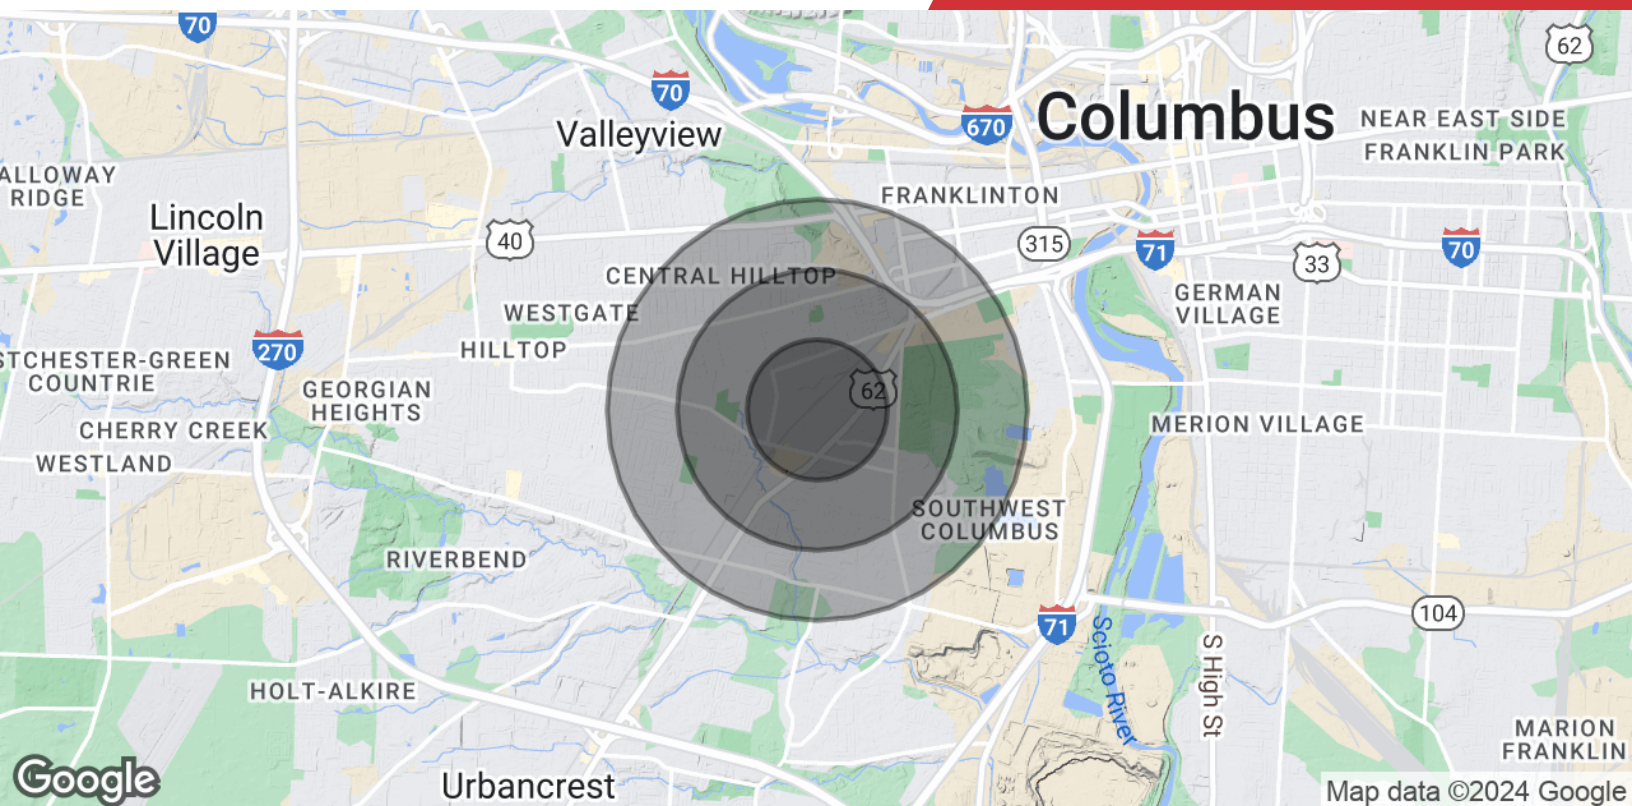 70
62
70
Columbus
670
Valleyview
NEAR EAST SIDE
FRANKLIN PARK
ALLOWAY
RIDGE
FRANKLINTON
Lincoln
Village
40
315
71
33
70
CENTRAL HILLTOP
WESTGATE
GERMAN
VILLAGE
HILLTOP
270
STCHESTER-GREEN
COUNTRIE
GEORGIAN
HEIGHTS
62
CHERRY CREEK
MERION VILLAGE
WESTLAND
SOUTHWEST
COLUMBUS
RIVERBEND
104
71
Scioto River
S High St
HOLT-ALKIRE
MARION
FRANKLIN
Google
Urbancrest
Map data ©2024 Google